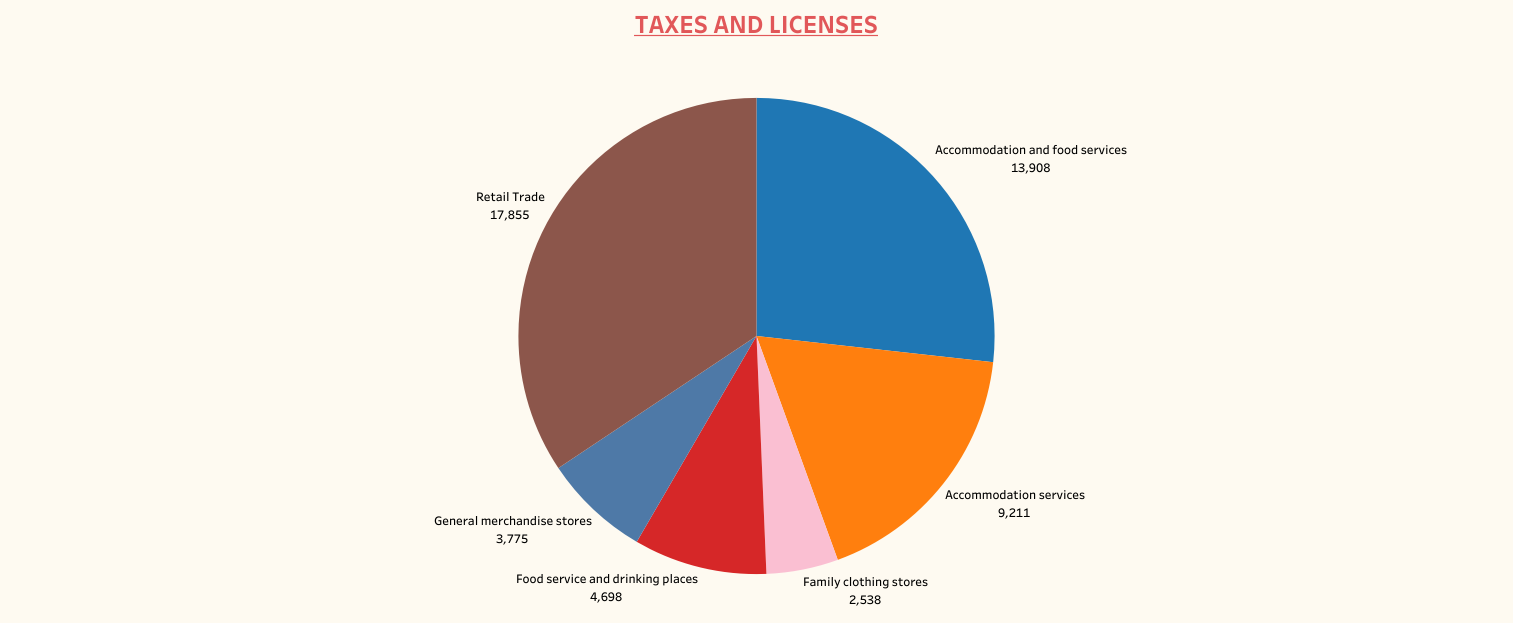 TAXES AND LICENSES
Accommodation and food services
13,908
Retail Trade
17,855
Accommodation services
9,211
General merchandise stores
3,775
Food service and drinking places
4,698
Family clothing stores
2,538